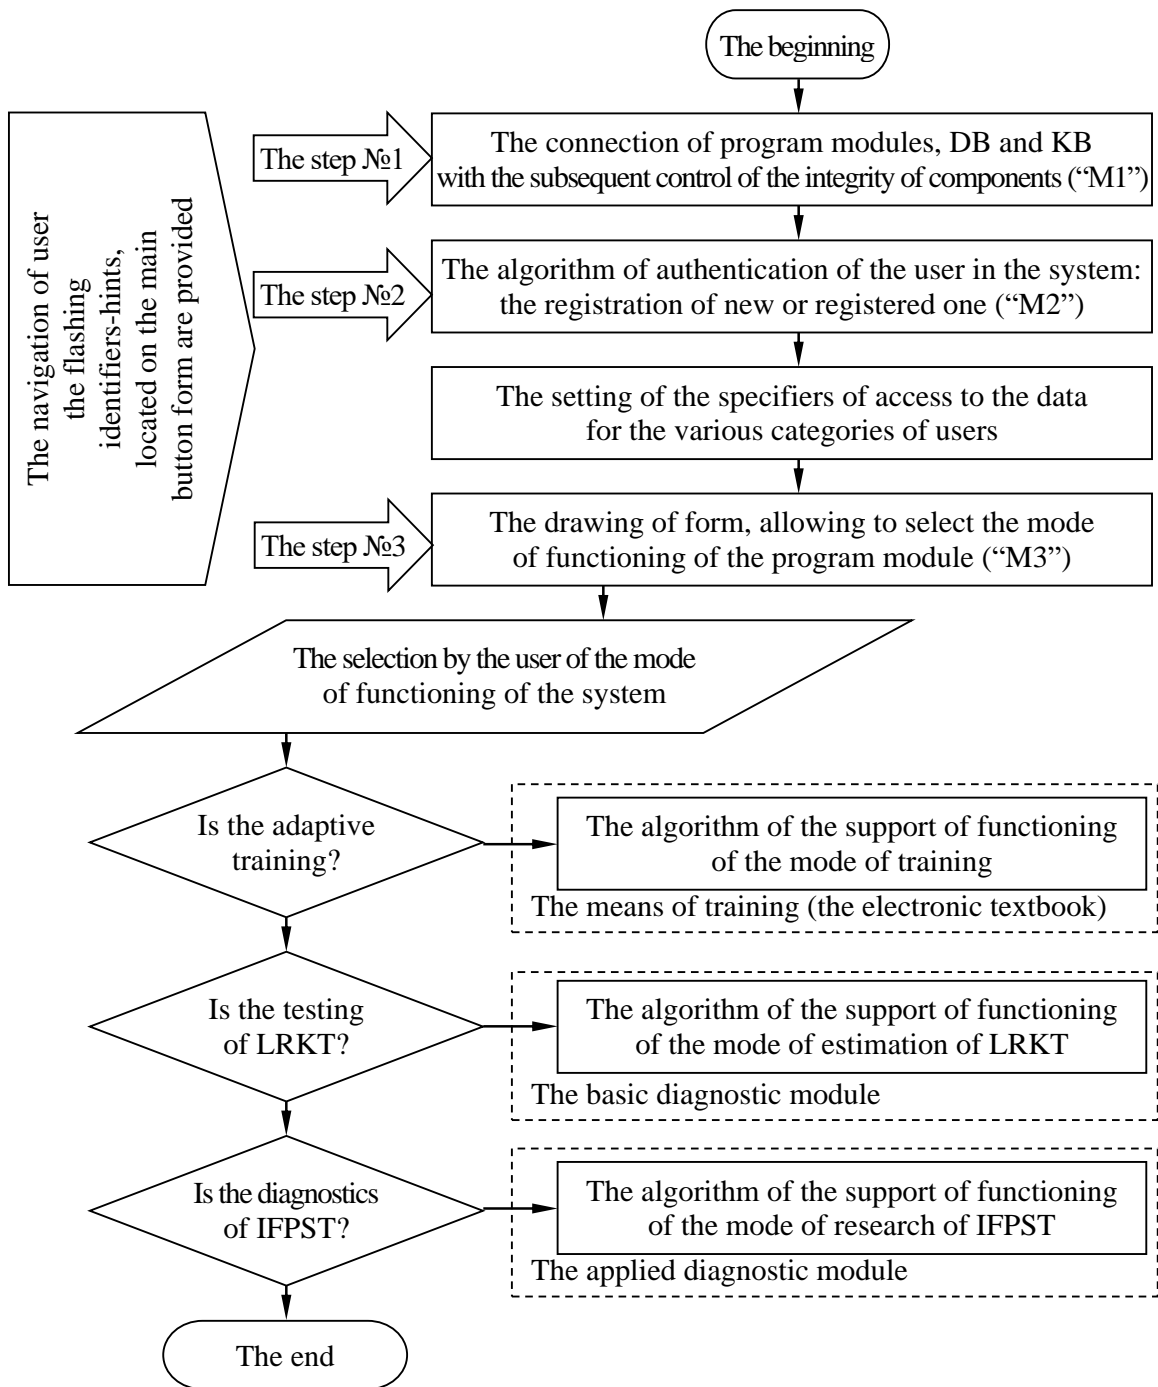 The beginning
The navigation of user
the flashing
identifiers-hints,
located on the main
button form are provided
The step №1
The connection of program modules, DB and KB
with the subsequent control of the integrity of components (“M1”)
The step №2
The algorithm of authentication of the user in the system:
the registration of new or registered one (“M2”)
The setting of the specifiers of access to the data
for the various categories of users
The step №3
The drawing of form, allowing to select the mode
of functioning of the program module (“M3”)
The selection by the user of the mode
of functioning of the system
Is the adaptive
training?
The algorithm of the support of functioning
of the mode of training
The means of training (the electronic textbook)
Is the testing
of LRKT?
The algorithm of the support of functioning
of the mode of estimation of LRKT
The basic diagnostic module
Is the diagnostics
of IFPST?
The algorithm of the support of functioning
of the mode of research of IFPST
The applied diagnostic module
The end